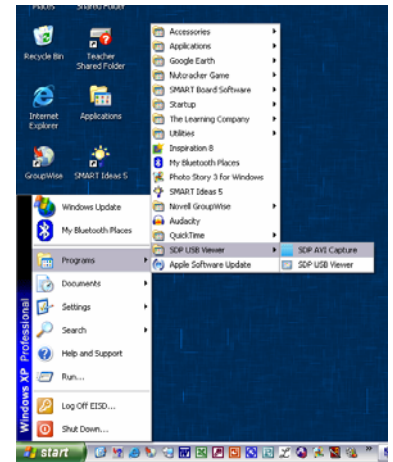 Places
Shared Folder
Recycle Bin
Teacher
Shared Folder
Internet
Explorer
Applications
GroupWise
SMART Ideas 5
Accessories
Applications
Google Earth
Nutcracker Game
SMART Board Software
Startup
The Learning Company
Utilities
Inspiration 8
My Bluetooth Places
Photo Story 3 for Windows
SMART Ideas 5
Novell GroupWise
Audacity
QuickTime
SDP USB Viewer
Apple Software Update
SDP AVI Capture
SDP USB Viewer
Windows Update
My Bluetooth Places
Programs
Documents
Settings
Search
Help and Support
Run...
Log Off EISD...
Shut Down...
Windows XP Professional
start